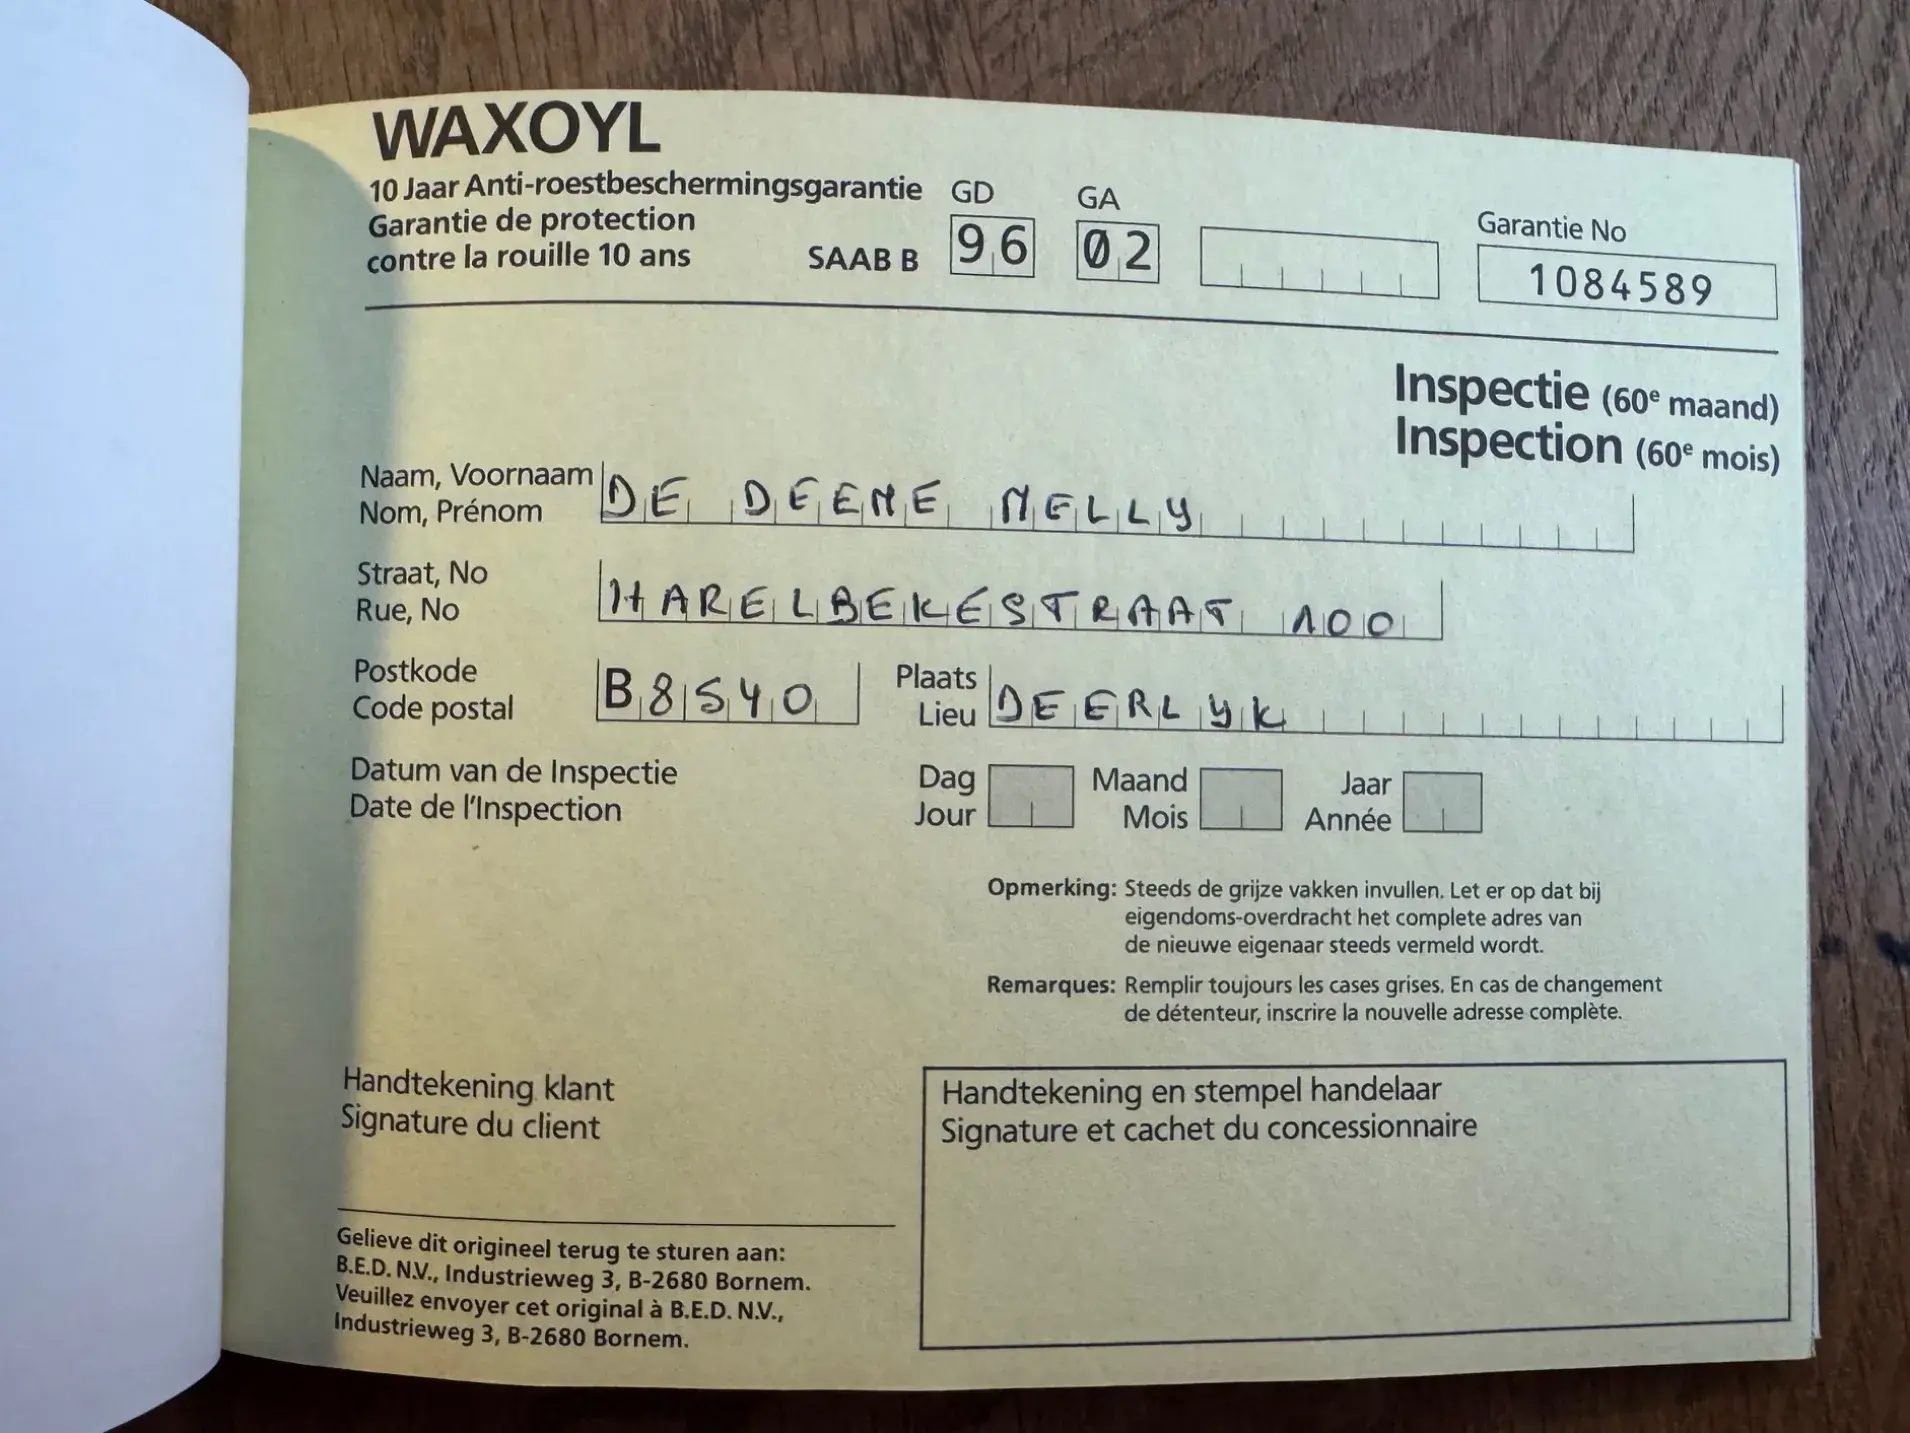 WAXOYL
10 Jaar Anti-roestbeschermingsgarantie
Garantie de protection
contre la rouille 10 ans
SAAB B
GD
96
GA
02
Garantie No
1084589
Inspectie (60e maand)
Inspection (60e mois)
Naam, Voornaam
Nom, Prénom
DE DEENE NELLY
Straat, No
Rue, No
HARELBEKESTRAAT 100
Postkode
Code postal
B8540
Plaats
Lieu
DEERLYK
Datum van de Inspectie
Date de l'Inspection
Dag
Jour
Maand
Mois
Jaar
Année
Opmerking: Steeds de grijze vakken invullen. Let er op dat bij
eigendoms-overdracht het complete adres van
de nieuwe eigenaar steeds vermeld wordt.
Remarques: Remplir toujours les cases grises. En cas de changement
de détenteur, inscrire la nouvelle adresse complète.
Handtekening klant
Signature du client
Handtekening en stempel handelaar
Signature et cachet du concessionnaire
Gelieve dit origineel terug te sturen aan:
B.E.D. N.V., Industrieweg 3, B-2680 Bornem.
Veuillez envoyer cet original à B.E.D. N.V.,
Industrieweg 3, B-2680 Bornem.